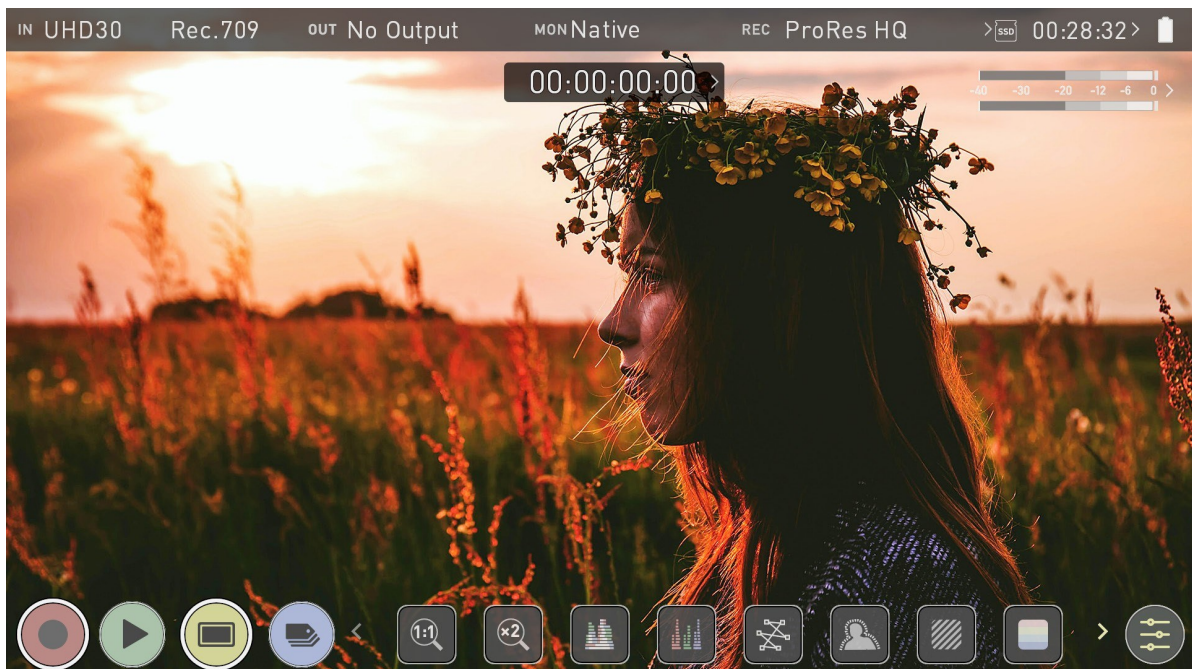 IN UHD30 Rec.709 OUT No Output MON Native REC ProRes HQ SSD 00:28:32
00:00:00:00
-40 -30 -20 -12 -6 0
1:1 ×2